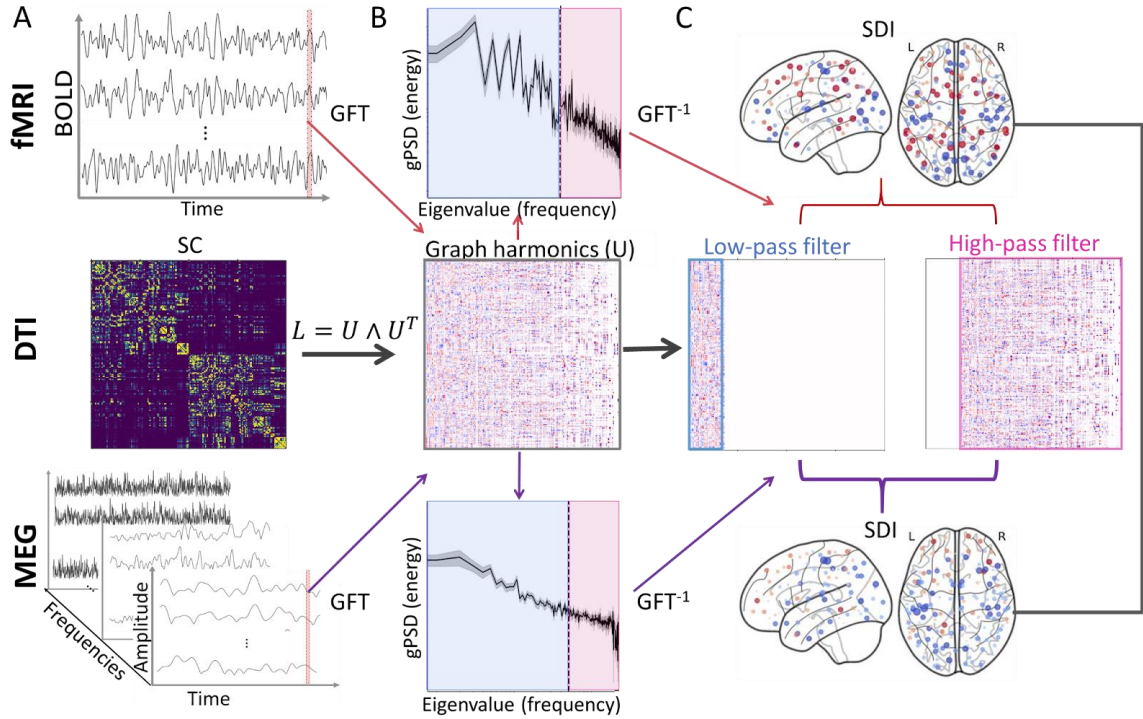 A
B
C
fMRI
BOLD
...
Time
GFT
gPSD (energy)
Eigenvalue (frequency)
GFT-1
SDI
L
R
DTI
SC
L = U ∧ U^T
Graph harmonics (U)
Low-pass filter
High-pass filter
MEG
Frequencies
Amplitude
...
Time
GFT
gPSD (energy)
Eigenvalue (frequency)
GFT-1
SDI
L
R